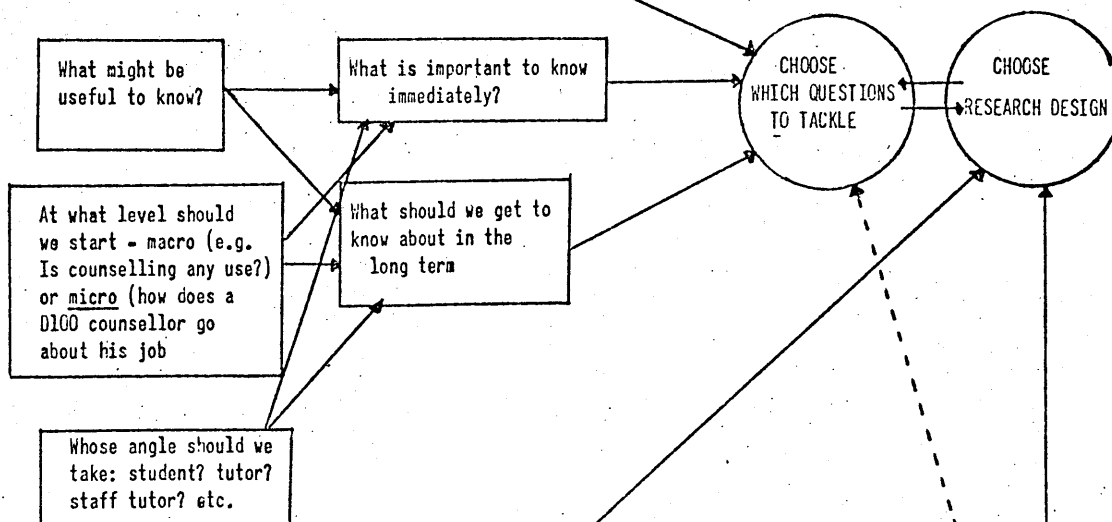 What might be
useful to know?
What is important to know
immediately?
CHOOSE
WHICH QUESTIONS
TO TACKLE
CHOOSE
RESEARCH DESIGN
At what level should
we start - macro (e.g.
Is counselling any use?)
or micro (how does a
D100 counsellor go
about his job
What should we get to
know about in the
long term
Whose angle should we
take: student? tutor?
staff tutor? etc.